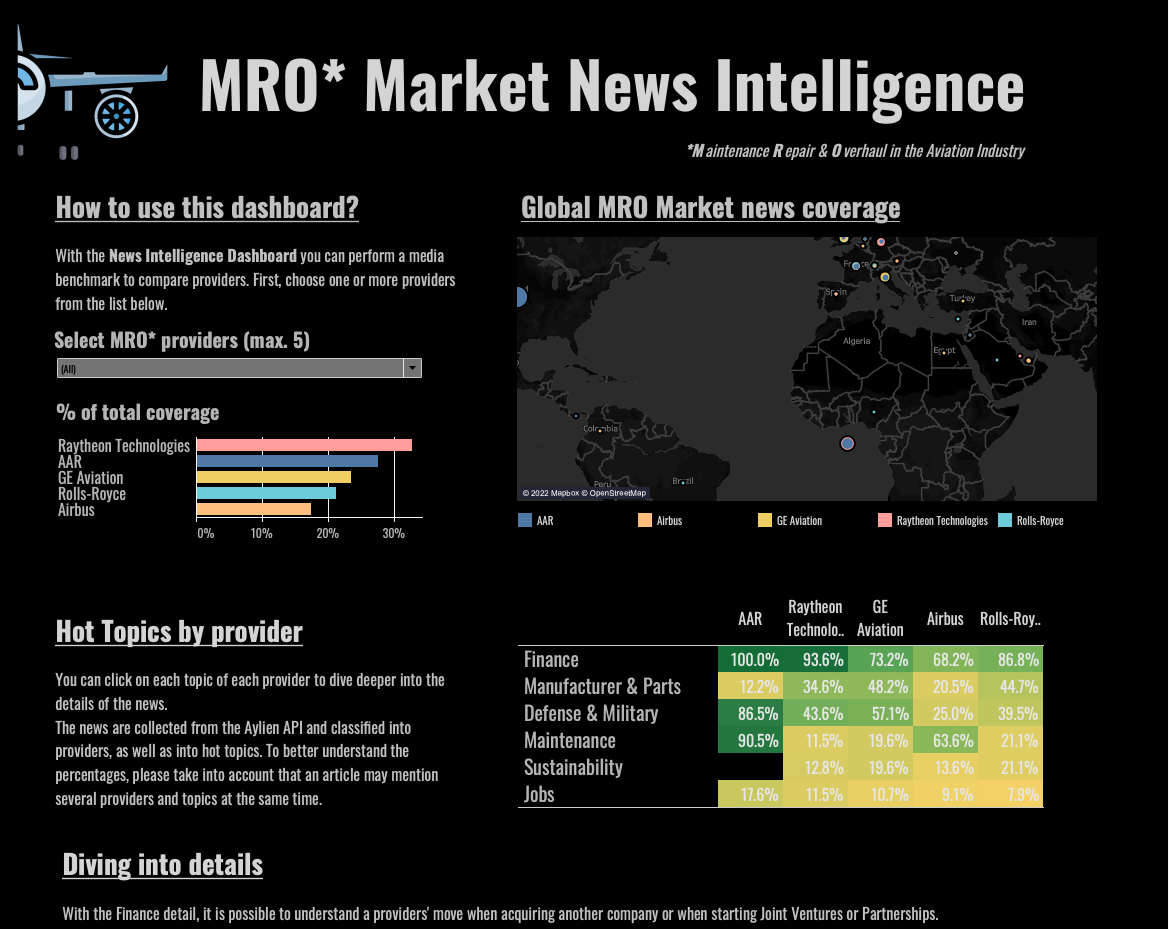 MRO* Market News Intelligence
*M aintenance R epair & O verhaul in the Aviation Industry
How to use this dashboard?
With the News Intelligence Dashboard you can perform a media
benchmark to compare providers. First, choose one or more providers
from the list below.
Select MRO* providers (max. 5)
(All)
% of total coverage
Raytheon Technologies
AAR
GE Aviation
Rolls-Royce
Airbus
0% 10% 20% 30%
Global MRO Market news coverage
France
Spain
Turkey
Iran
Algeria
Egypt
Colombia
Peru
Brazil
© 2022 Mapbox © OpenStreetMap
AAR Airbus GE Aviation Raytheon Technologies Rolls-Royce
Hot Topics by provider
You can click on each topic of each provider to dive deeper into the
details of the news.
The news are collected from the Aylien API and classified into
providers, as well as into hot topics. To better understand the
percentages, please take into account that an article may mention
several providers and topics at the same time.
AAR Raytheon Technolo.. GE Aviation Airbus Rolls-Roy..
Finance 100.0% 93.6% 73.2% 68.2% 86.8%
Manufacturer & Parts 12.2% 34.6% 48.2% 20.5% 44.7%
Defense & Military 86.5% 43.6% 57.1% 25.0% 39.5%
Maintenance 90.5% 11.5% 19.6% 63.6% 21.1%
Sustainability 12.8% 19.6% 13.6% 21.1%
Jobs 17.6% 11.5% 10.7% 9.1% 7.9%
Diving into details
With the Finance detail, it is possible to understand a providers' move when acquiring another company or when starting Joint Ventures or Partnerships.